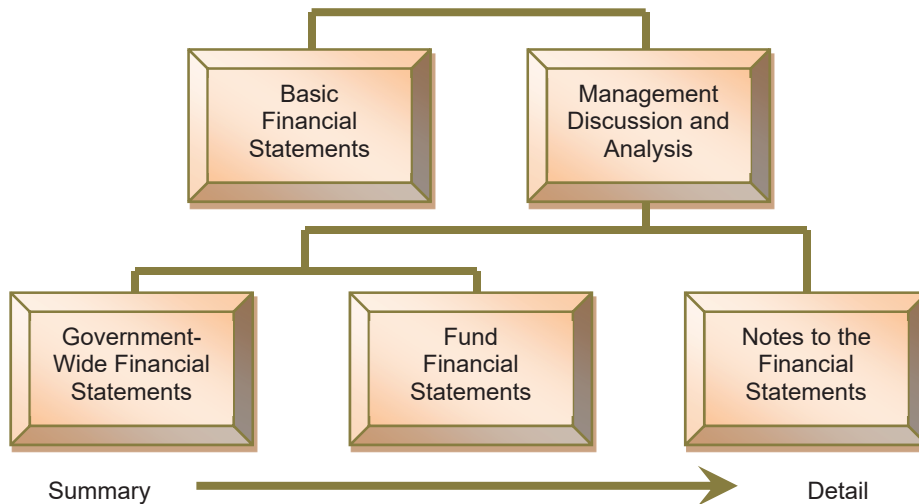 Basic
Financial
Statements
Management
Discussion and
Analysis
Government-
Wide Financial
Statements
Fund
Financial
Statements
Notes to the
Financial
Statements
Summary
Detail